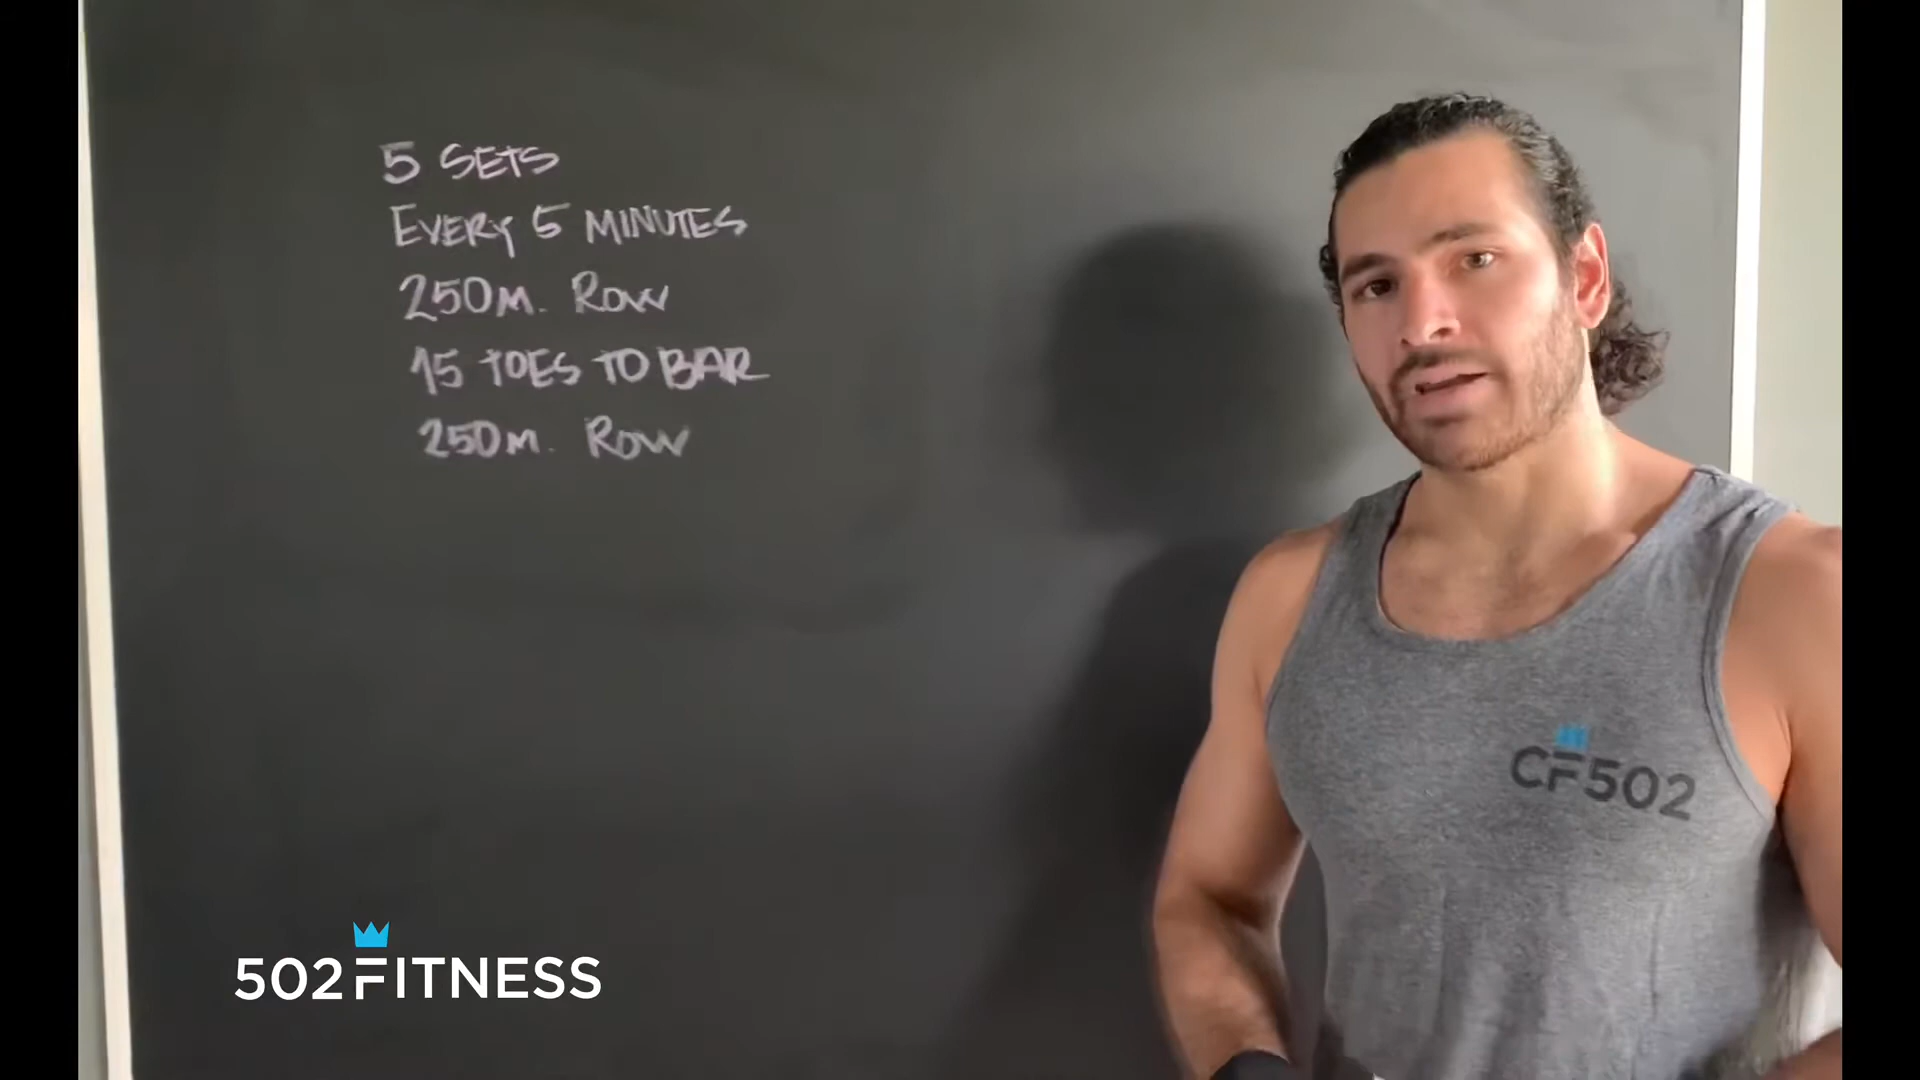 5 SETS
EVERY 5 MINUTES
250M. ROW
15 TOES TO BAR
250M. ROW
CF502
502FITNESS